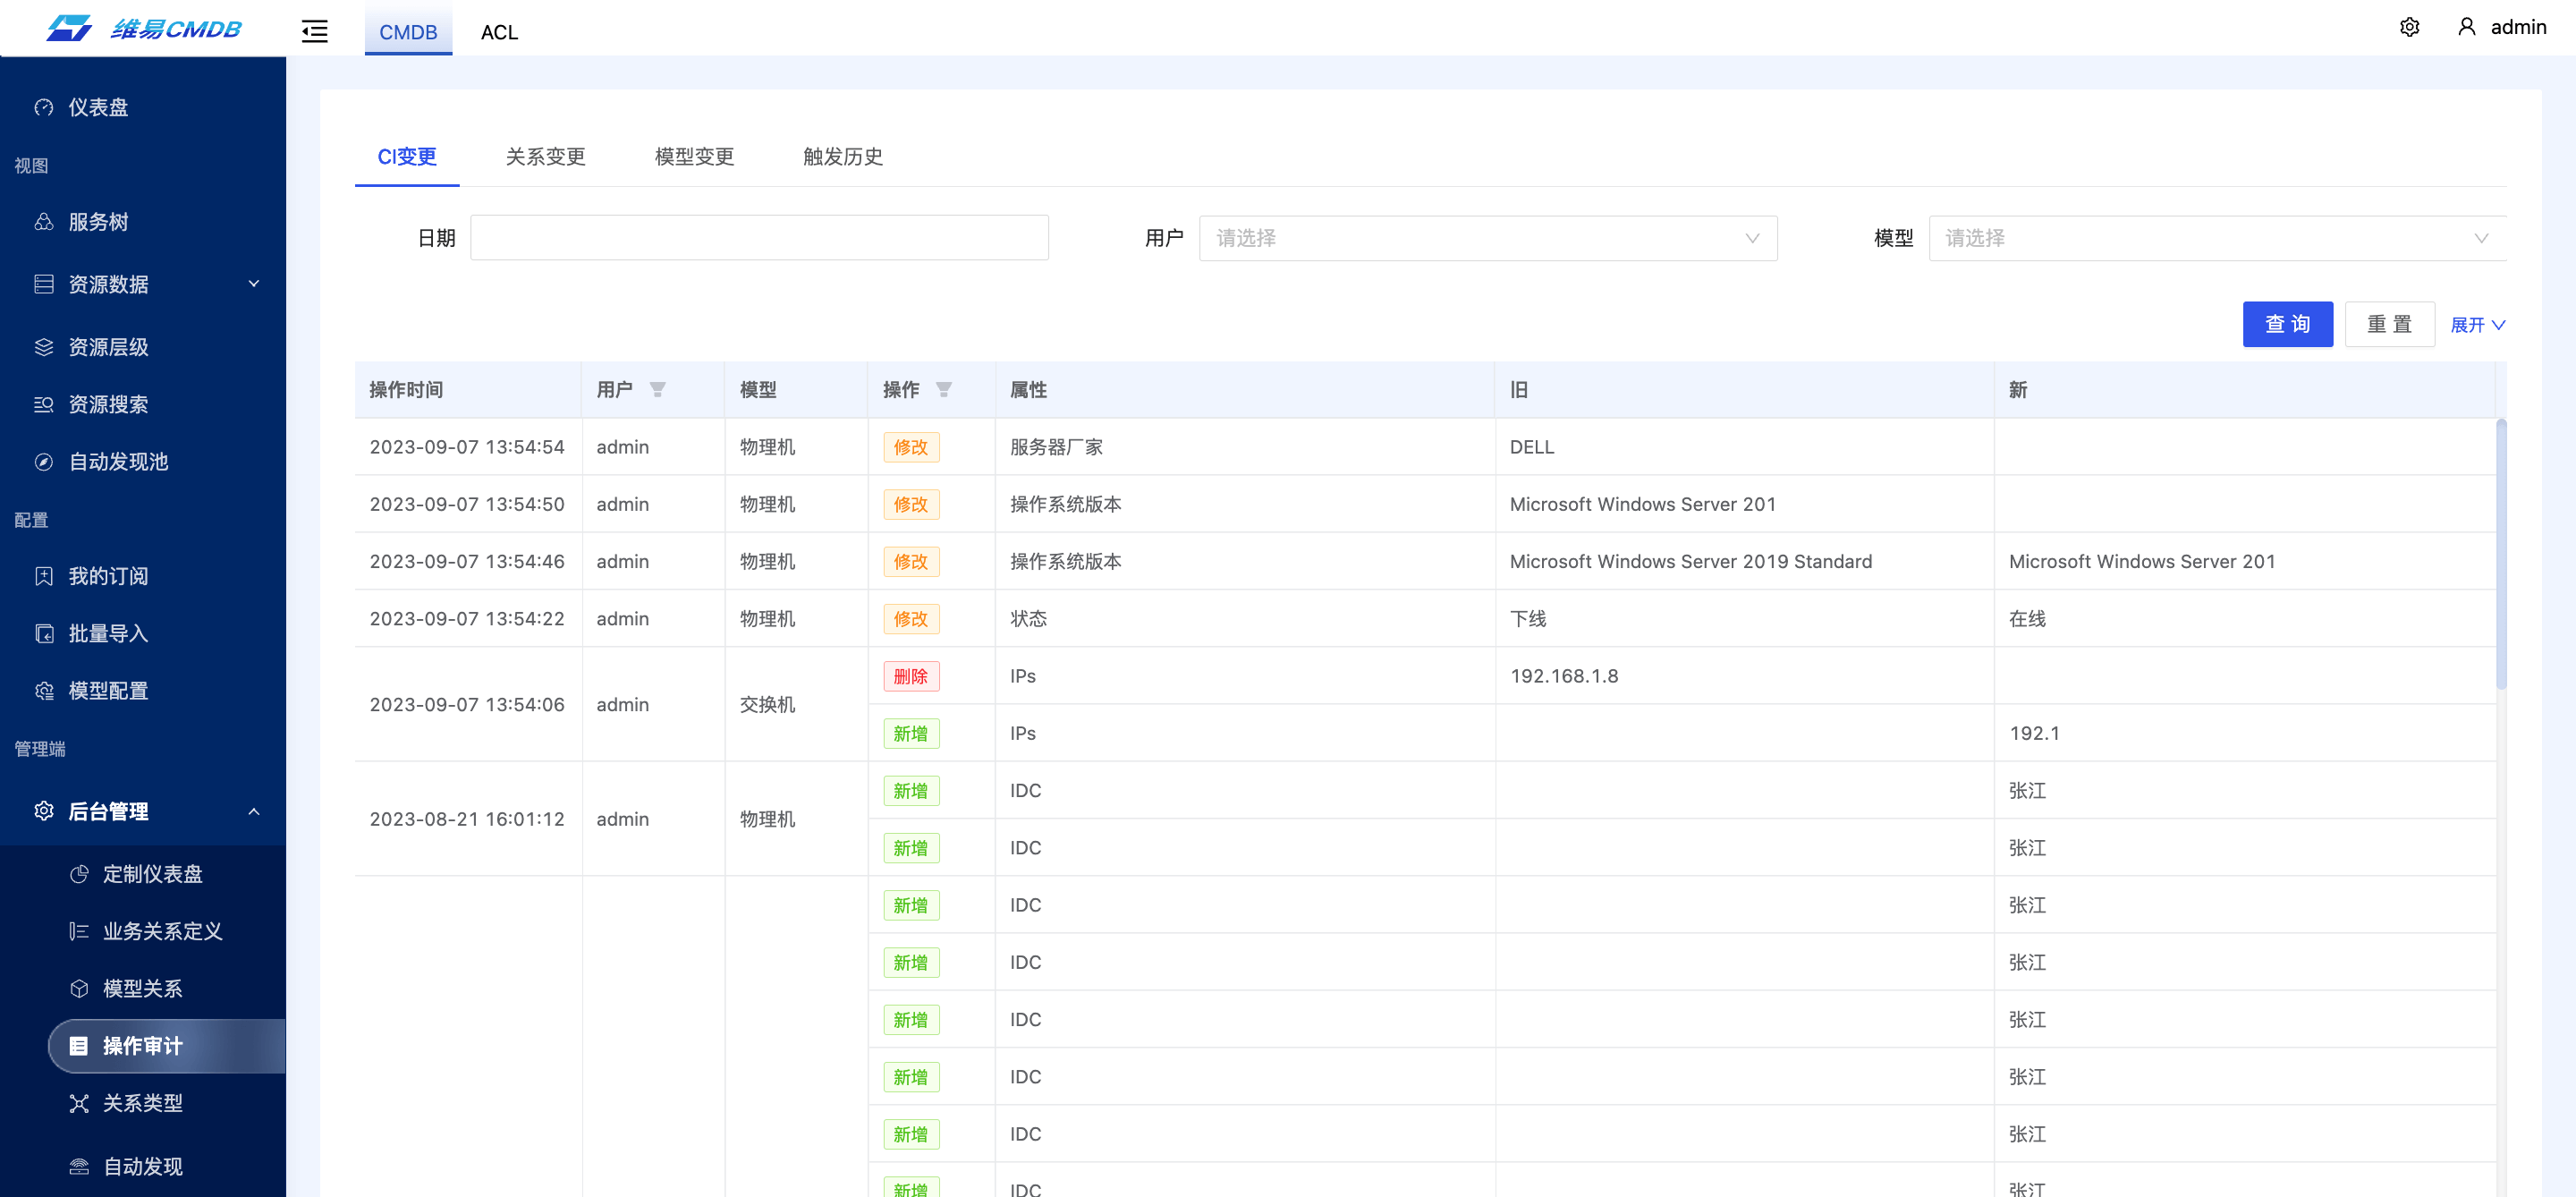 维易CMDB
CMDB
ACL
admin
仪表盘
视图
服务树
资源数据
资源层级
资源搜索
自动发现池
配置
我的订阅
批量导入
模型配置
管理端
后台管理
定制仪表盘
业务关系定义
模型关系
操作审计
关系类型
自动发现
CI变更 关系变更 模型变更 触发历史
日期 用户 请选择 模型 请选择
查 询 重 置 展开
操作时间 用户 模型 操作 属性 旧 新
2023-09-07 13:54:54 admin 物理机 修改 服务器厂家 DELL
2023-09-07 13:54:50 admin 物理机 修改 操作系统版本 Microsoft Windows Server 201
2023-09-07 13:54:46 admin 物理机 修改 操作系统版本 Microsoft Windows Server 2019 Standard Microsoft Windows Server 201
2023-09-07 13:54:22 admin 物理机 修改 状态 下线 在线
2023-09-07 13:54:06 admin 交换机 删除 IPs 192.168.1.8
新增 IPs 192.1
2023-08-21 16:01:12 admin 物理机 新增 IDC 张江
新增 IDC 张江
新增 IDC 张江
新增 IDC 张江
新增 IDC 张江
新增 IDC 张江
新增 IDC 张江
新增 IDC 张江